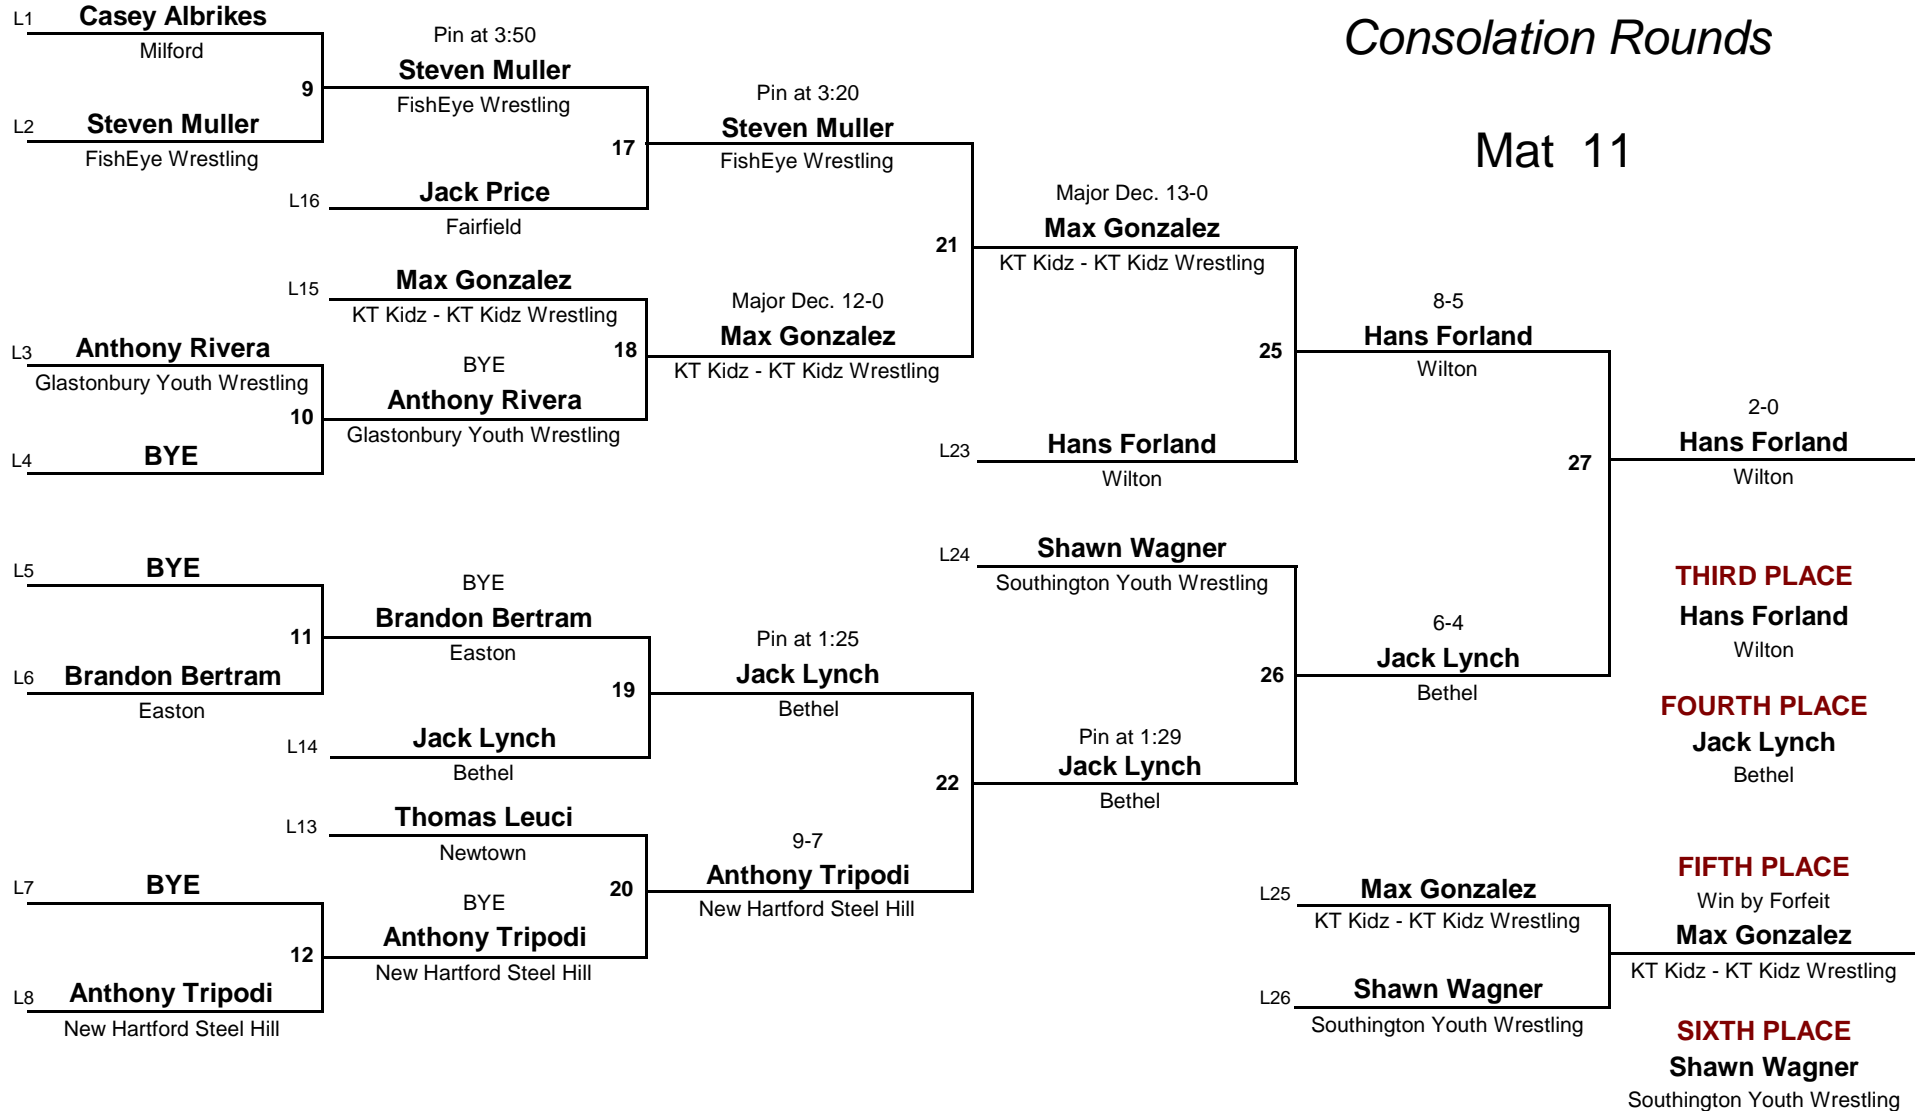 Consolation Rounds
Mat 11
L1 Casey Albrikes
Milford
9
L2 Steven Muller
FishEye Wrestling
L3 Anthony Rivera
Glastonbury Youth Wrestling
10
L4 BYE
L5 BYE
11
L6 Brandon Bertram
Easton
L7 BYE
12
L8 Anthony Tripodi
New Hartford Steel Hill
Pin at 3:50
Steven Muller
FishEye Wrestling
17
L16 Jack Price
Fairfield
L15 Max Gonzalez
KT Kidz - KT Kidz Wrestling
18
BYE
Anthony Rivera
Glastonbury Youth Wrestling
BYE
Brandon Bertram
Easton
19
L14 Jack Lynch
Bethel
L13 Thomas Leuci
Newtown
20
BYE
Anthony Tripodi
New Hartford Steel Hill
Pin at 3:20
Steven Muller
FishEye Wrestling
21
Major Dec. 12-0
Max Gonzalez
KT Kidz - KT Kidz Wrestling
Pin at 1:25
Jack Lynch
Bethel
22
9-7
Anthony Tripodi
New Hartford Steel Hill
Major Dec. 13-0
Max Gonzalez
KT Kidz - KT Kidz Wrestling
25
L23 Hans Forland
Wilton
L24 Shawn Wagner
Southington Youth Wrestling
26
Pin at 1:29
Jack Lynch
Bethel
8-5
Hans Forland
Wilton
27
6-4
Jack Lynch
Bethel
2-0
Hans Forland
Wilton
THIRD PLACE
Hans Forland
Wilton
FOURTH PLACE
Jack Lynch
Bethel
L25 Max Gonzalez
KT Kidz - KT Kidz Wrestling
L26 Shawn Wagner
Southington Youth Wrestling
FIFTH PLACE
Win by Forfeit
Max Gonzalez
KT Kidz - KT Kidz Wrestling
SIXTH PLACE
Shawn Wagner
Southington Youth Wrestling